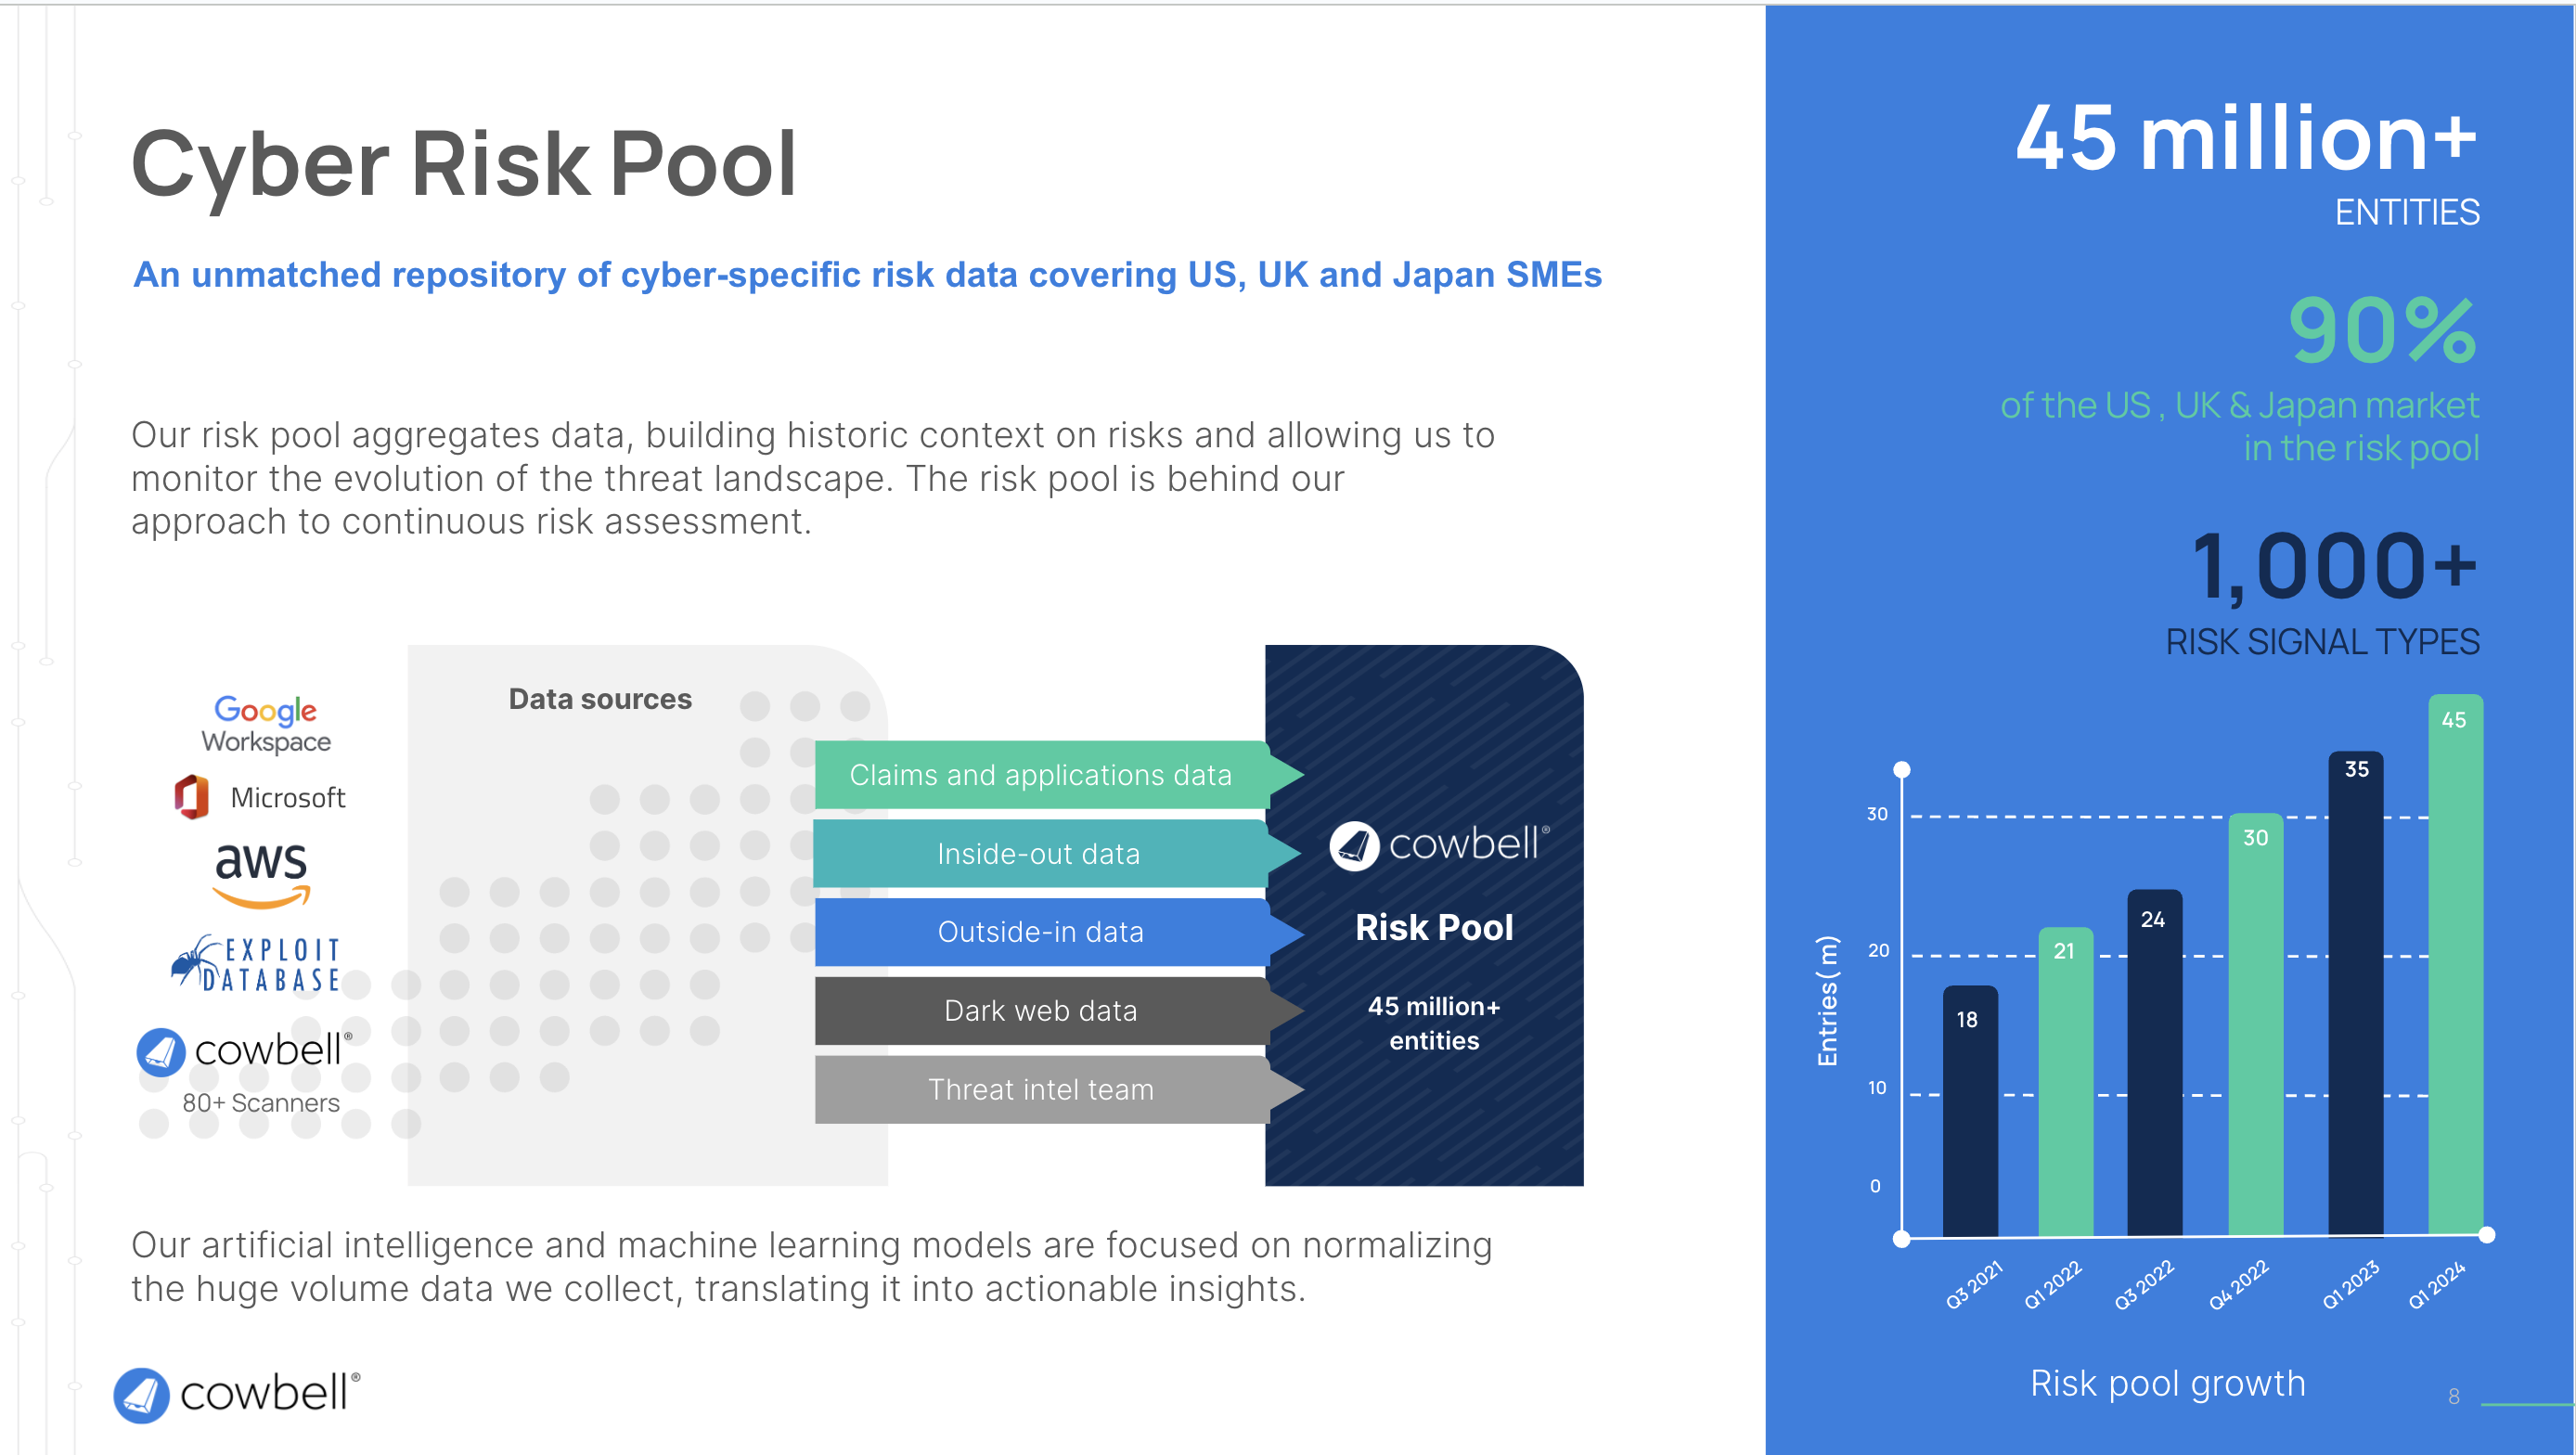 Cyber Risk Pool
An unmatched repository of cyber-specific risk data covering US, UK and Japan SMEs
Our risk pool aggregates data, building historic context on risks and allowing us to
monitor the evolution of the threat landscape. The risk pool is behind our
approach to continuous risk assessment.
Google
Workspace
Microsoft
aws
EXPLOIT
DATABASE
cowbell®
80+ Scanners
Data sources
Claims and applications data
Inside-out data
Outside-in data
Dark web data
Threat intel team
cowbell®
Risk Pool
45 million+
entities
Our artificial intelligence and machine learning models are focused on normalizing
the huge volume data we collect, translating it into actionable insights.
cowbell®
45 million+
ENTITIES
90%
of the US , UK & Japan market
in the risk pool
1,000+
RISK SIGNAL TYPES
Entries( m)
30
20
10
0
18
21
24
30
35
45
Q3 2021
Q1 2022
Q3 2022
Q4 2022
Q1 2023
Q1 2024
Risk pool growth
8